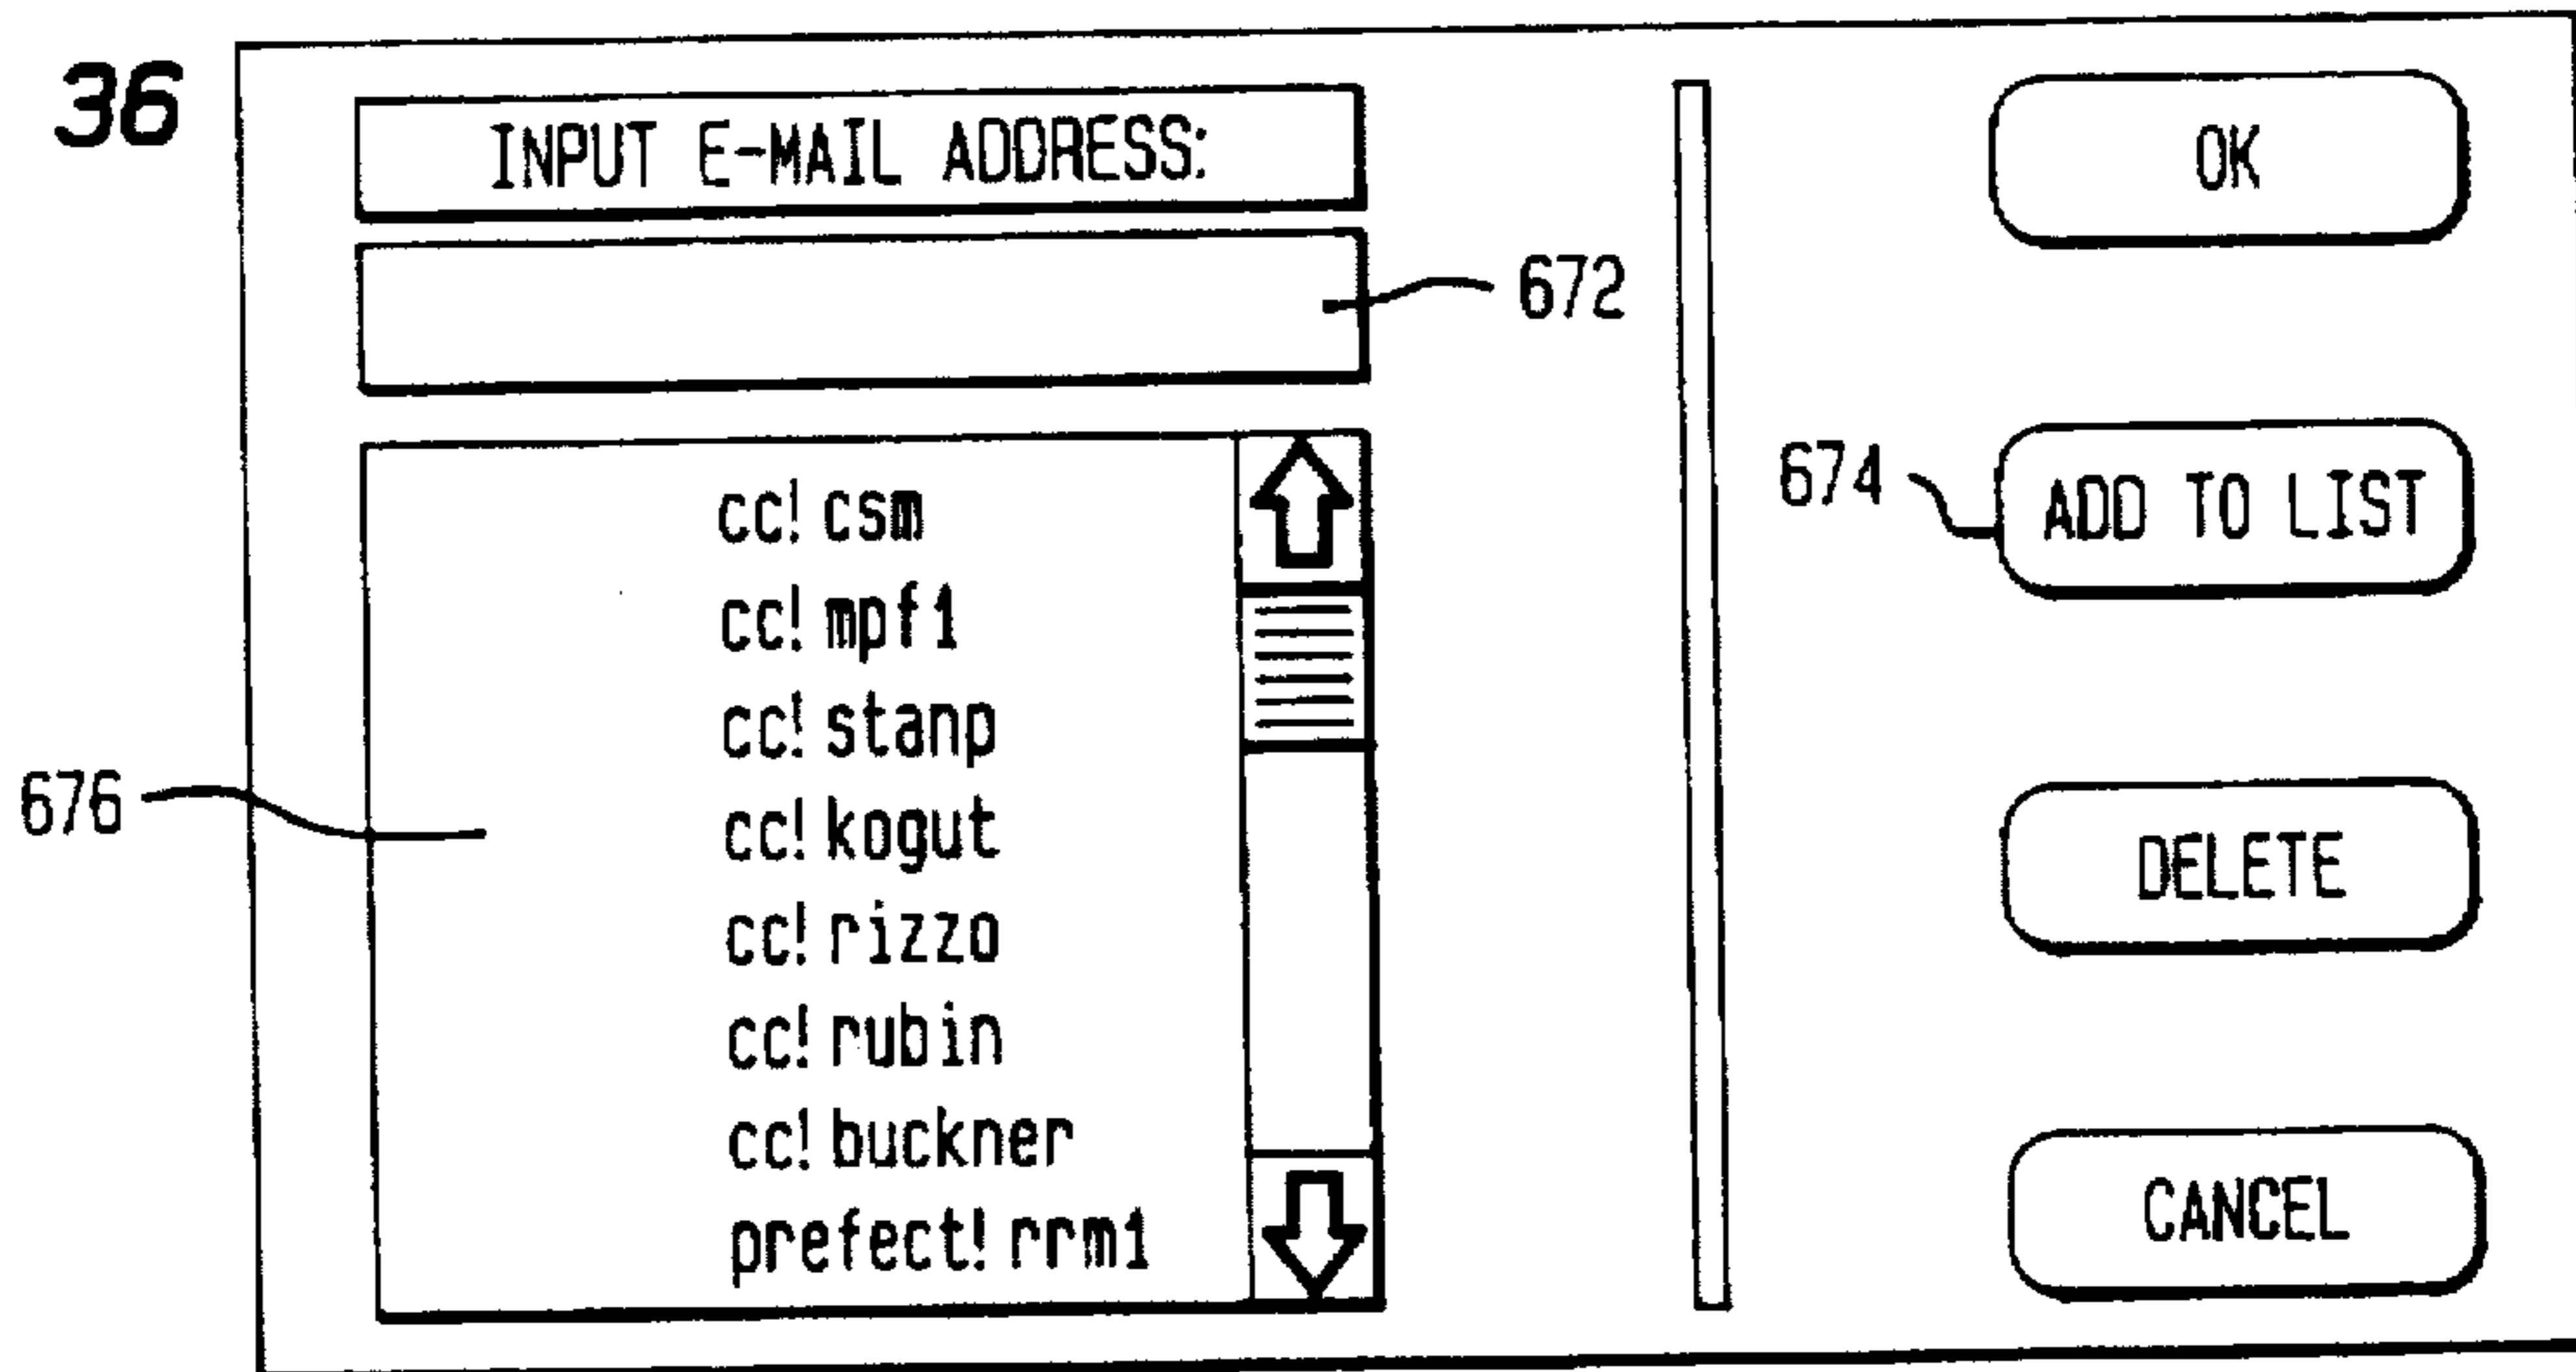 36
INPUT E-MAIL ADDRESS:
672
cc! csm
cc! mpf1
cc! stanp
cc! kogut
cc! rizzo
cc! rubin
cc! buckner
prefect! rrm1
676
OK
674
ADD TO LIST
DELETE
CANCEL